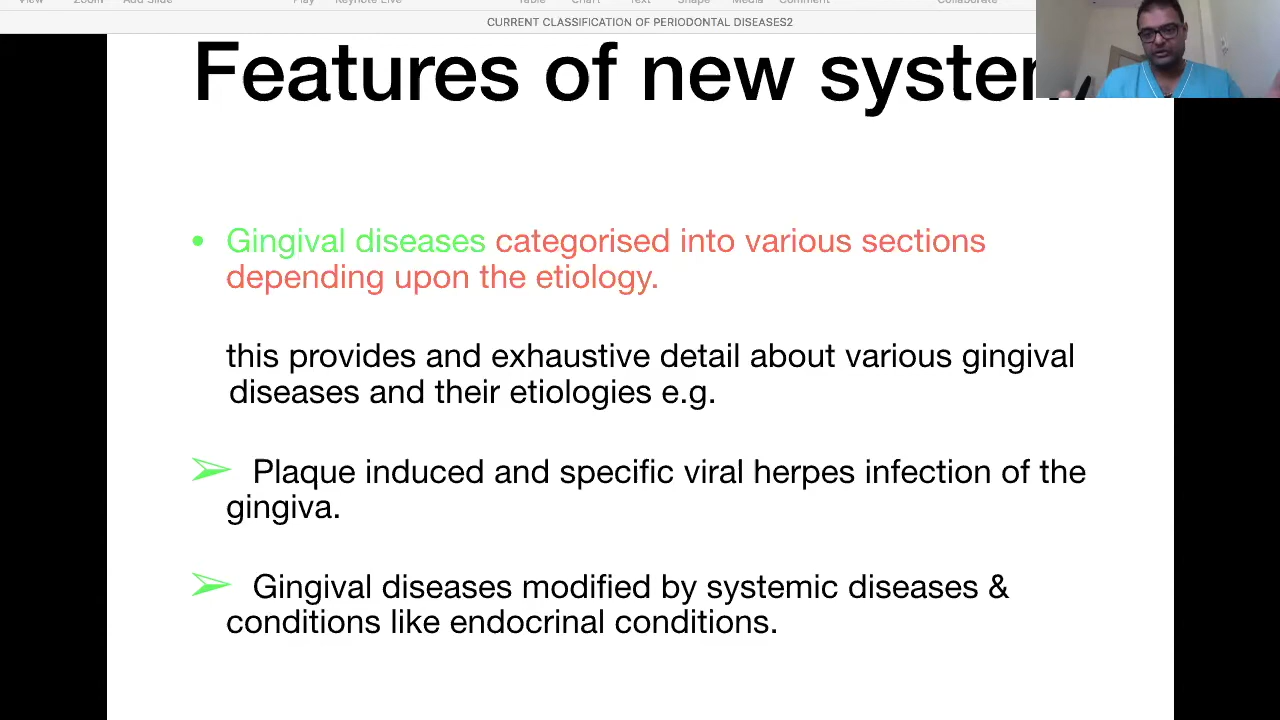 View Zoom Add Slide Play Keynote Live Table Chart Text Shape Media Comment Collaborate
CURRENT CLASSIFICATION OF PERIODONTAL DISEASES2
Features of new system
• Gingival diseases categorised into various sections
depending upon the etiology.
this provides and exhaustive detail about various gingival
diseases and their etiologies e.g.
➢ Plaque induced and specific viral herpes infection of the
gingiva.
➢ Gingival diseases modified by systemic diseases &
conditions like endocrinal conditions.